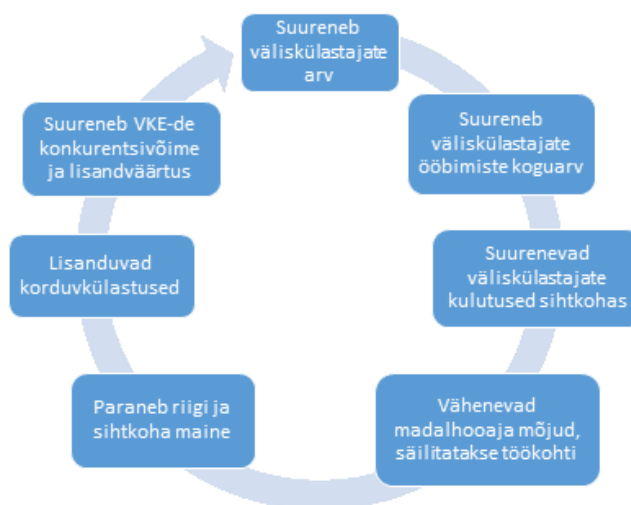 Suureneb
väliskülastajate
arv
Suureneb
väliskülastajate
ööbimiste koguarv
Suurenevad
väliskülastajate
kulutused sihtkohas
Vähenevad
madalhooaja mõjud,
säilitatakse töökohti
Paraneb riigi ja
sihtkoha maine
Lisanduvad
korduvkülastused
Suureneb VKE-de
konkurentsivõime
ja lisandväärtus